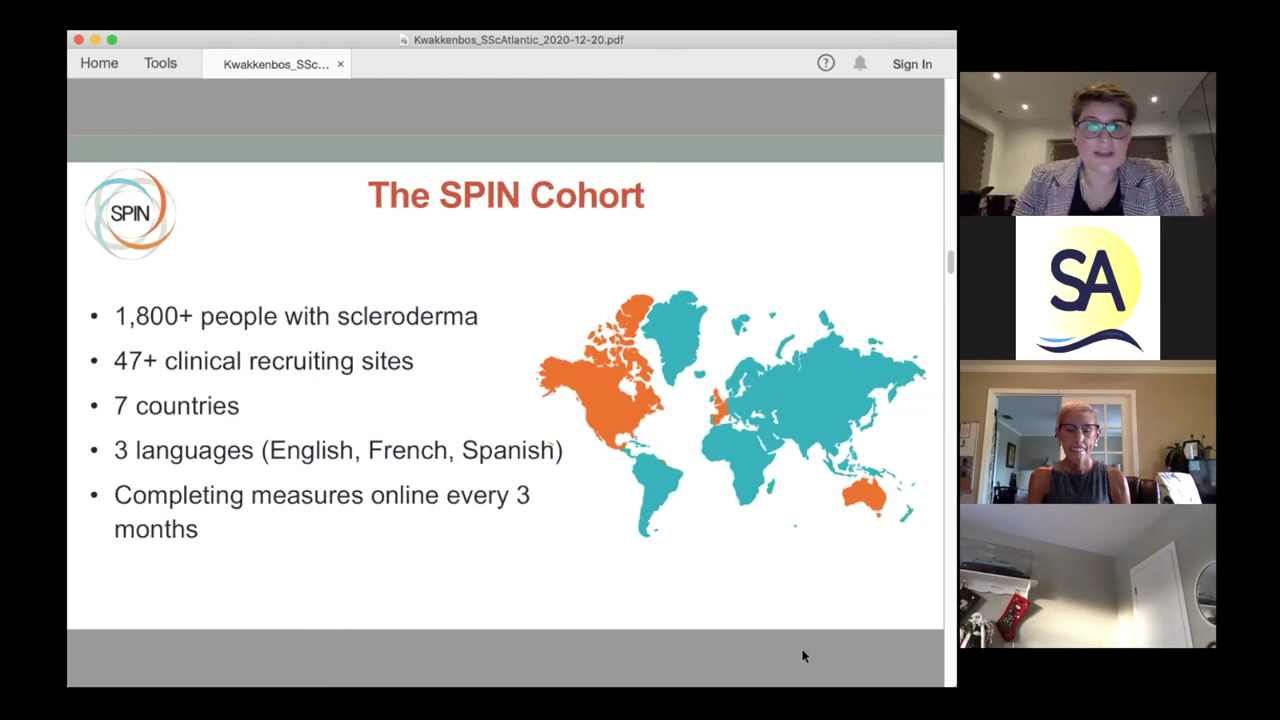 Kwakkenbos_SScAtlantic_2020-12-20.pdf
Home Tools Kwakkenbos_SSc... × ? Sign In
SPIN
The SPIN Cohort
SA
• 1,800+ people with scleroderma
• 47+ clinical recruiting sites
• 7 countries
• 3 languages (English, French, Spanish)
• Completing measures online every 3
months